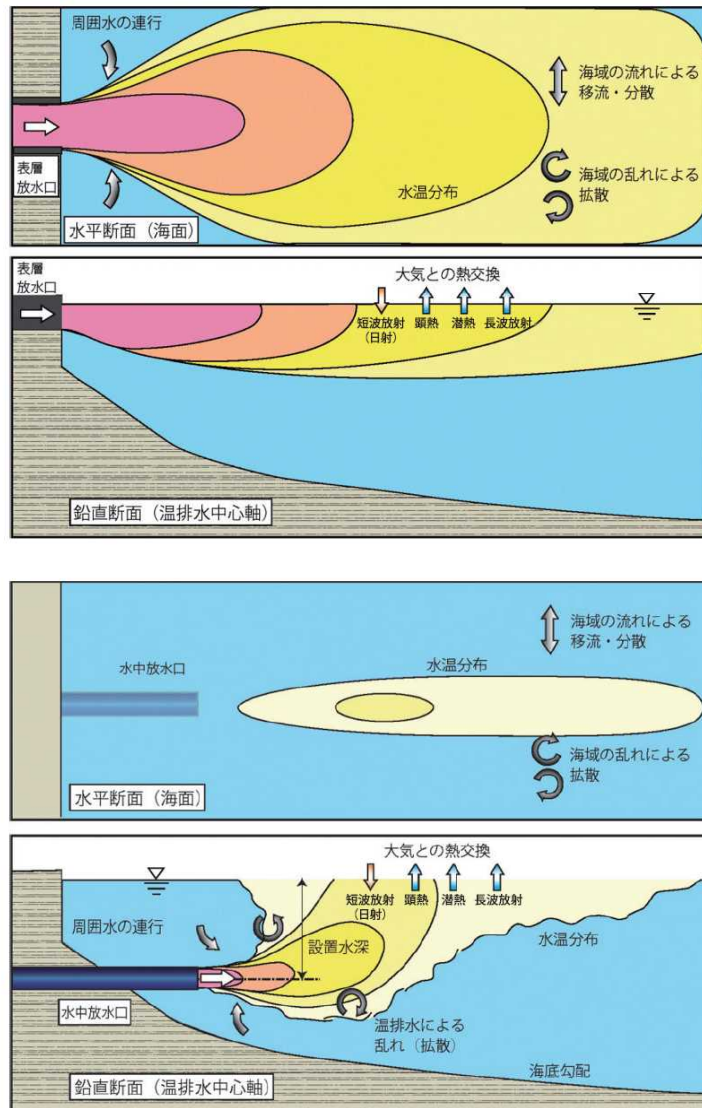 周囲水の連行
海域の流れによる
移流・分散
表層
放水口
海域の乱れによる
拡散
水温分布
水平断面（海面）
表層
放水口
大気との熱交換
短波放射
(日射)
顕熱
潜熱
長波放射
鉛直断面（温排水中心軸）
海域の流れによる
移流・分散
水中放水口
水温分布
海域の乱れによる
拡散
水平断面（海面）
大気との熱交換
短波放射
(日射)
顕熱
潜熱
長波放射
周囲水の連行
設置水深
水温分布
水中放水口
温排水による
乱れ（拡散）
海底勾配
鉛直断面（温排水中心軸）